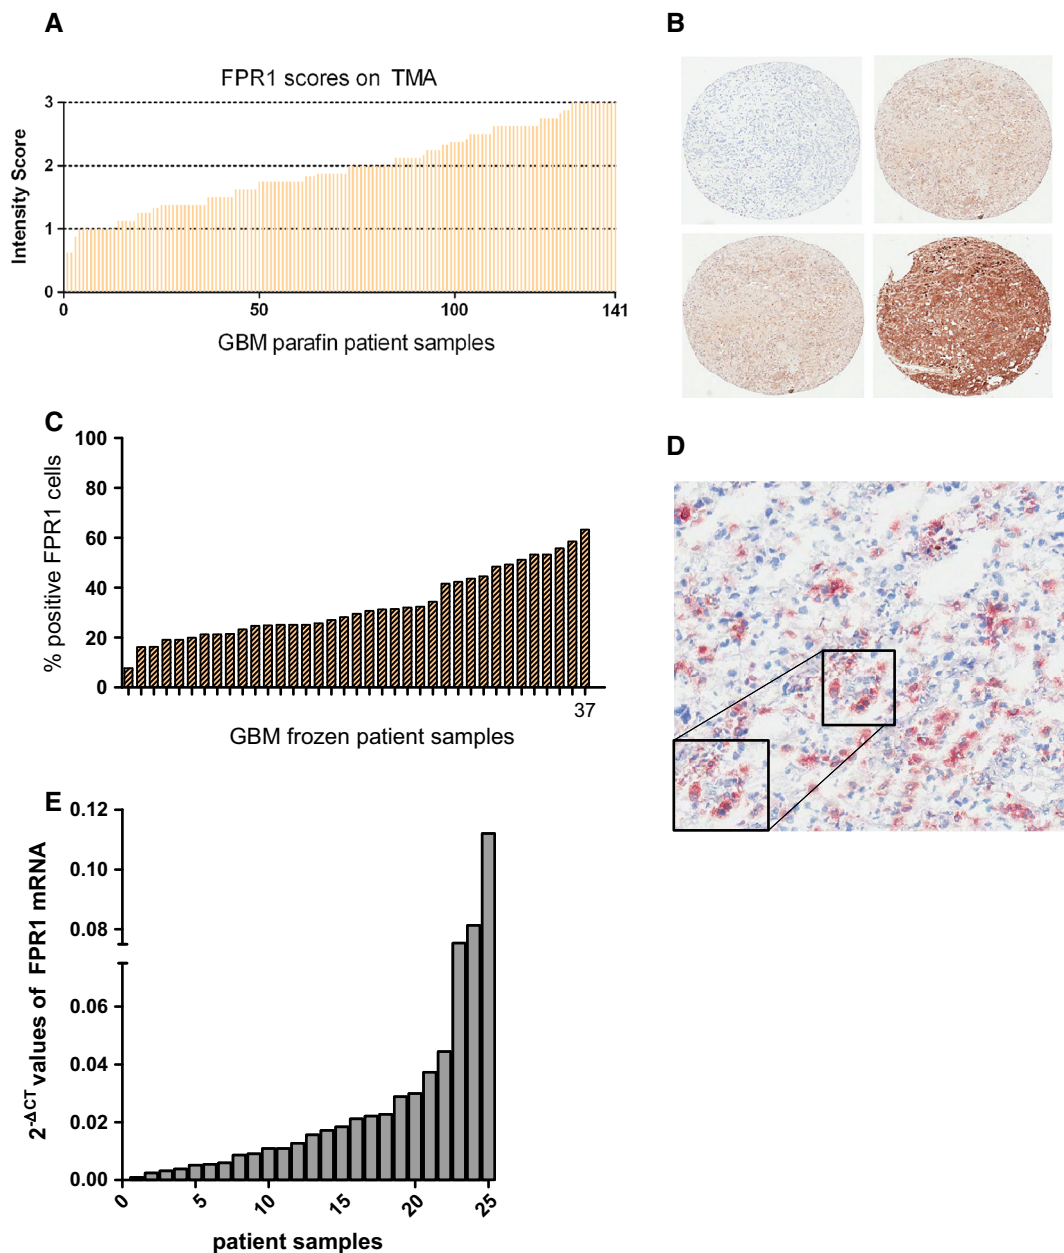 A
FPR1 scores on TMA
Intensity Score
3
2
1
0
0 50 100 141
GBM parafin patient samples
B
C
% positive FPR1 cells
100
80
60
40
20
0
37
GBM frozen patient samples
D
E
2-ΔCT values of FPR1 mRNA
0.12
0.10
0.08
0.06
0.04
0.02
0.00
0 5 10 15 20 25
patient samples